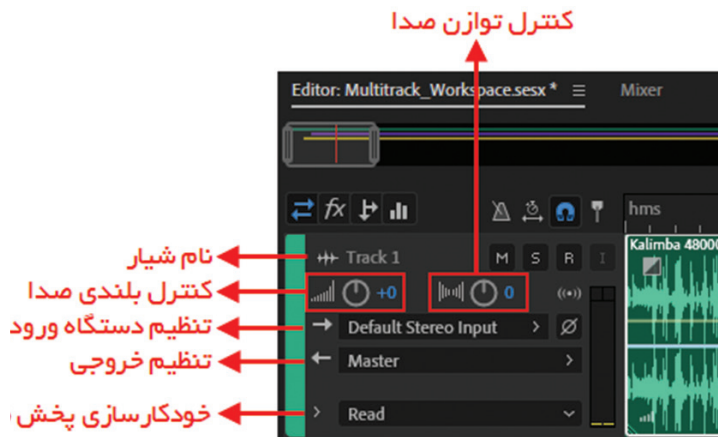 کنترل توازن صدا
Editor: Multitrack_Workspace.sesx * ☰ Mixer
fx hms
نام شیار
Track 1 M S R I
Kalimba 48000
کنترل بلندی صدا
+0 0
تنظیم دستگاه ورود
Default Stereo Input > Ø
تنظیم خروجی
Master >
خودکارسازی پخش
> Read